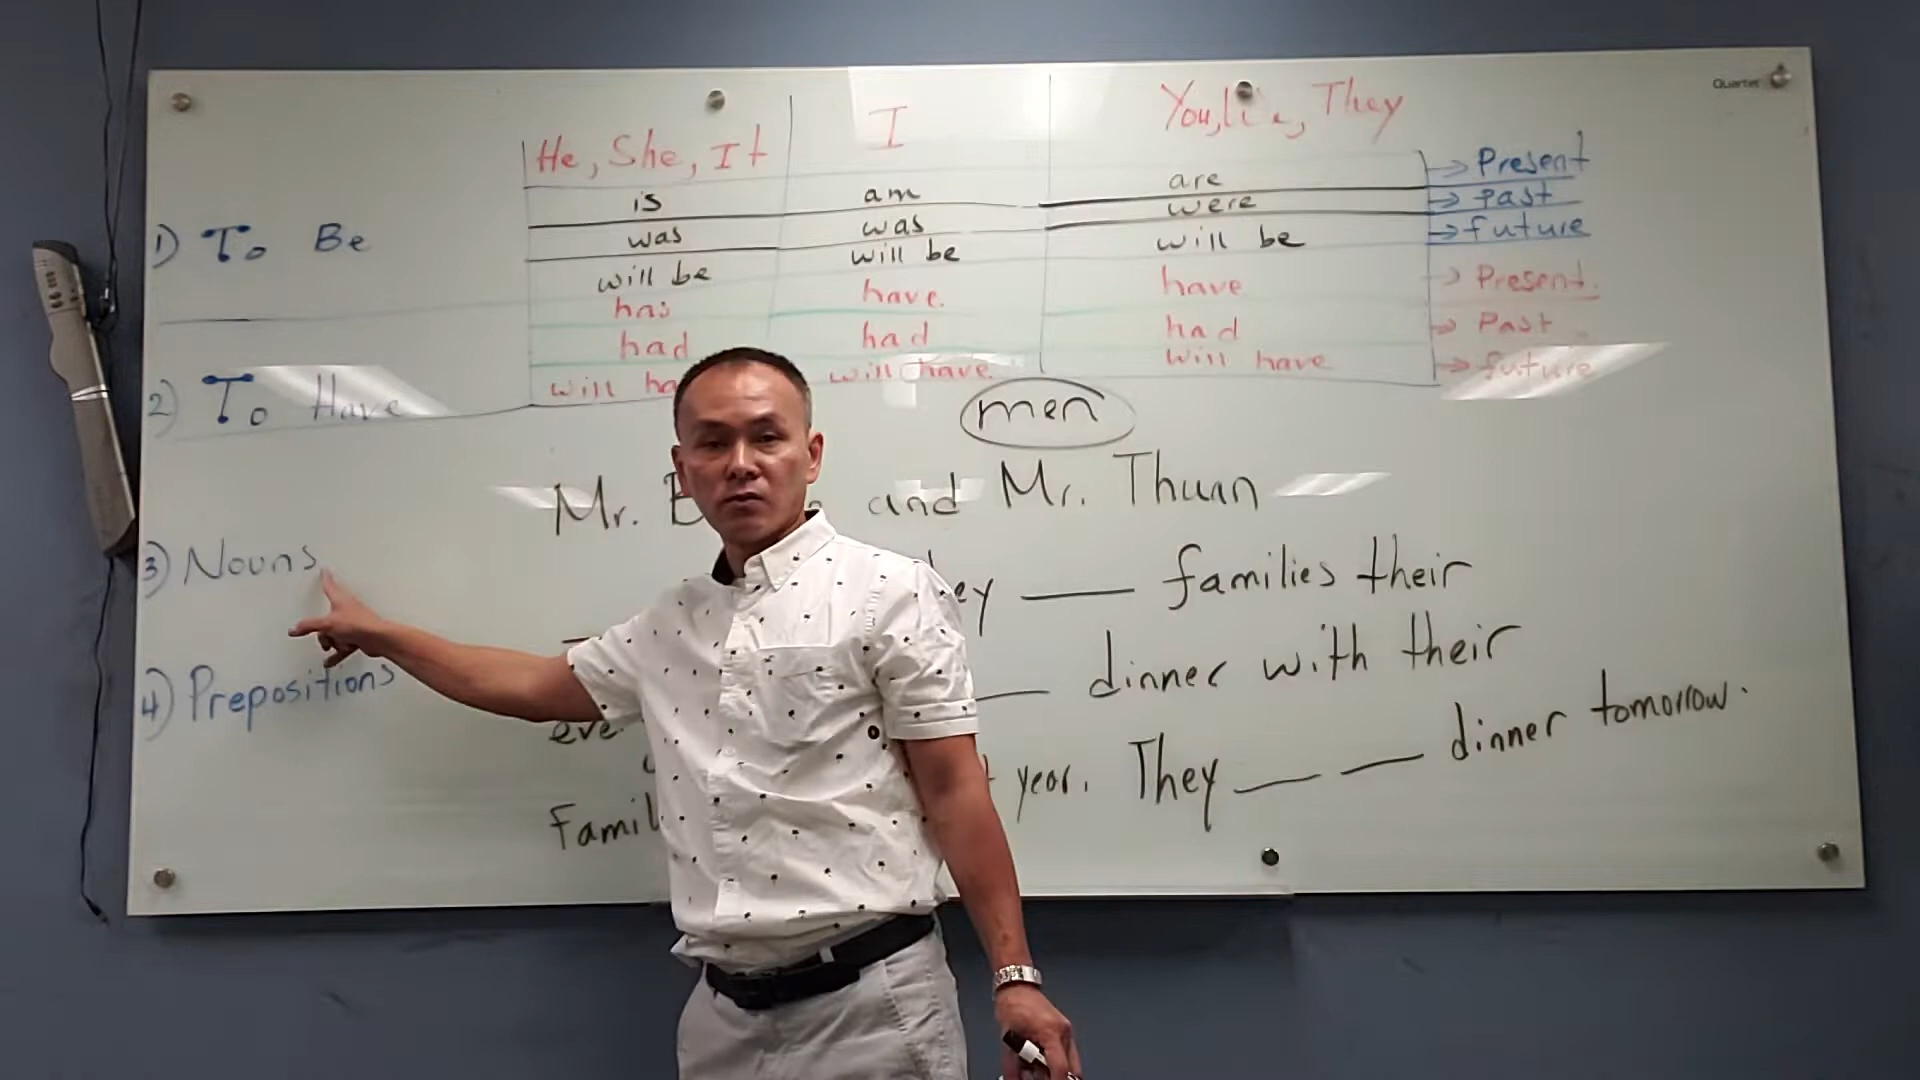 Quartet
He, She, It I You, They
is am are → Present
was was were → Past
will be will be will be → future
1) To Be
has have have → Present
had had had → Past
will will have will have → future
2) To Have
men
Mr. and Mr. Thuan
3) Nouns
families their
dinner with their
4) Prepositions
year. They __ __ dinner tomorrow.